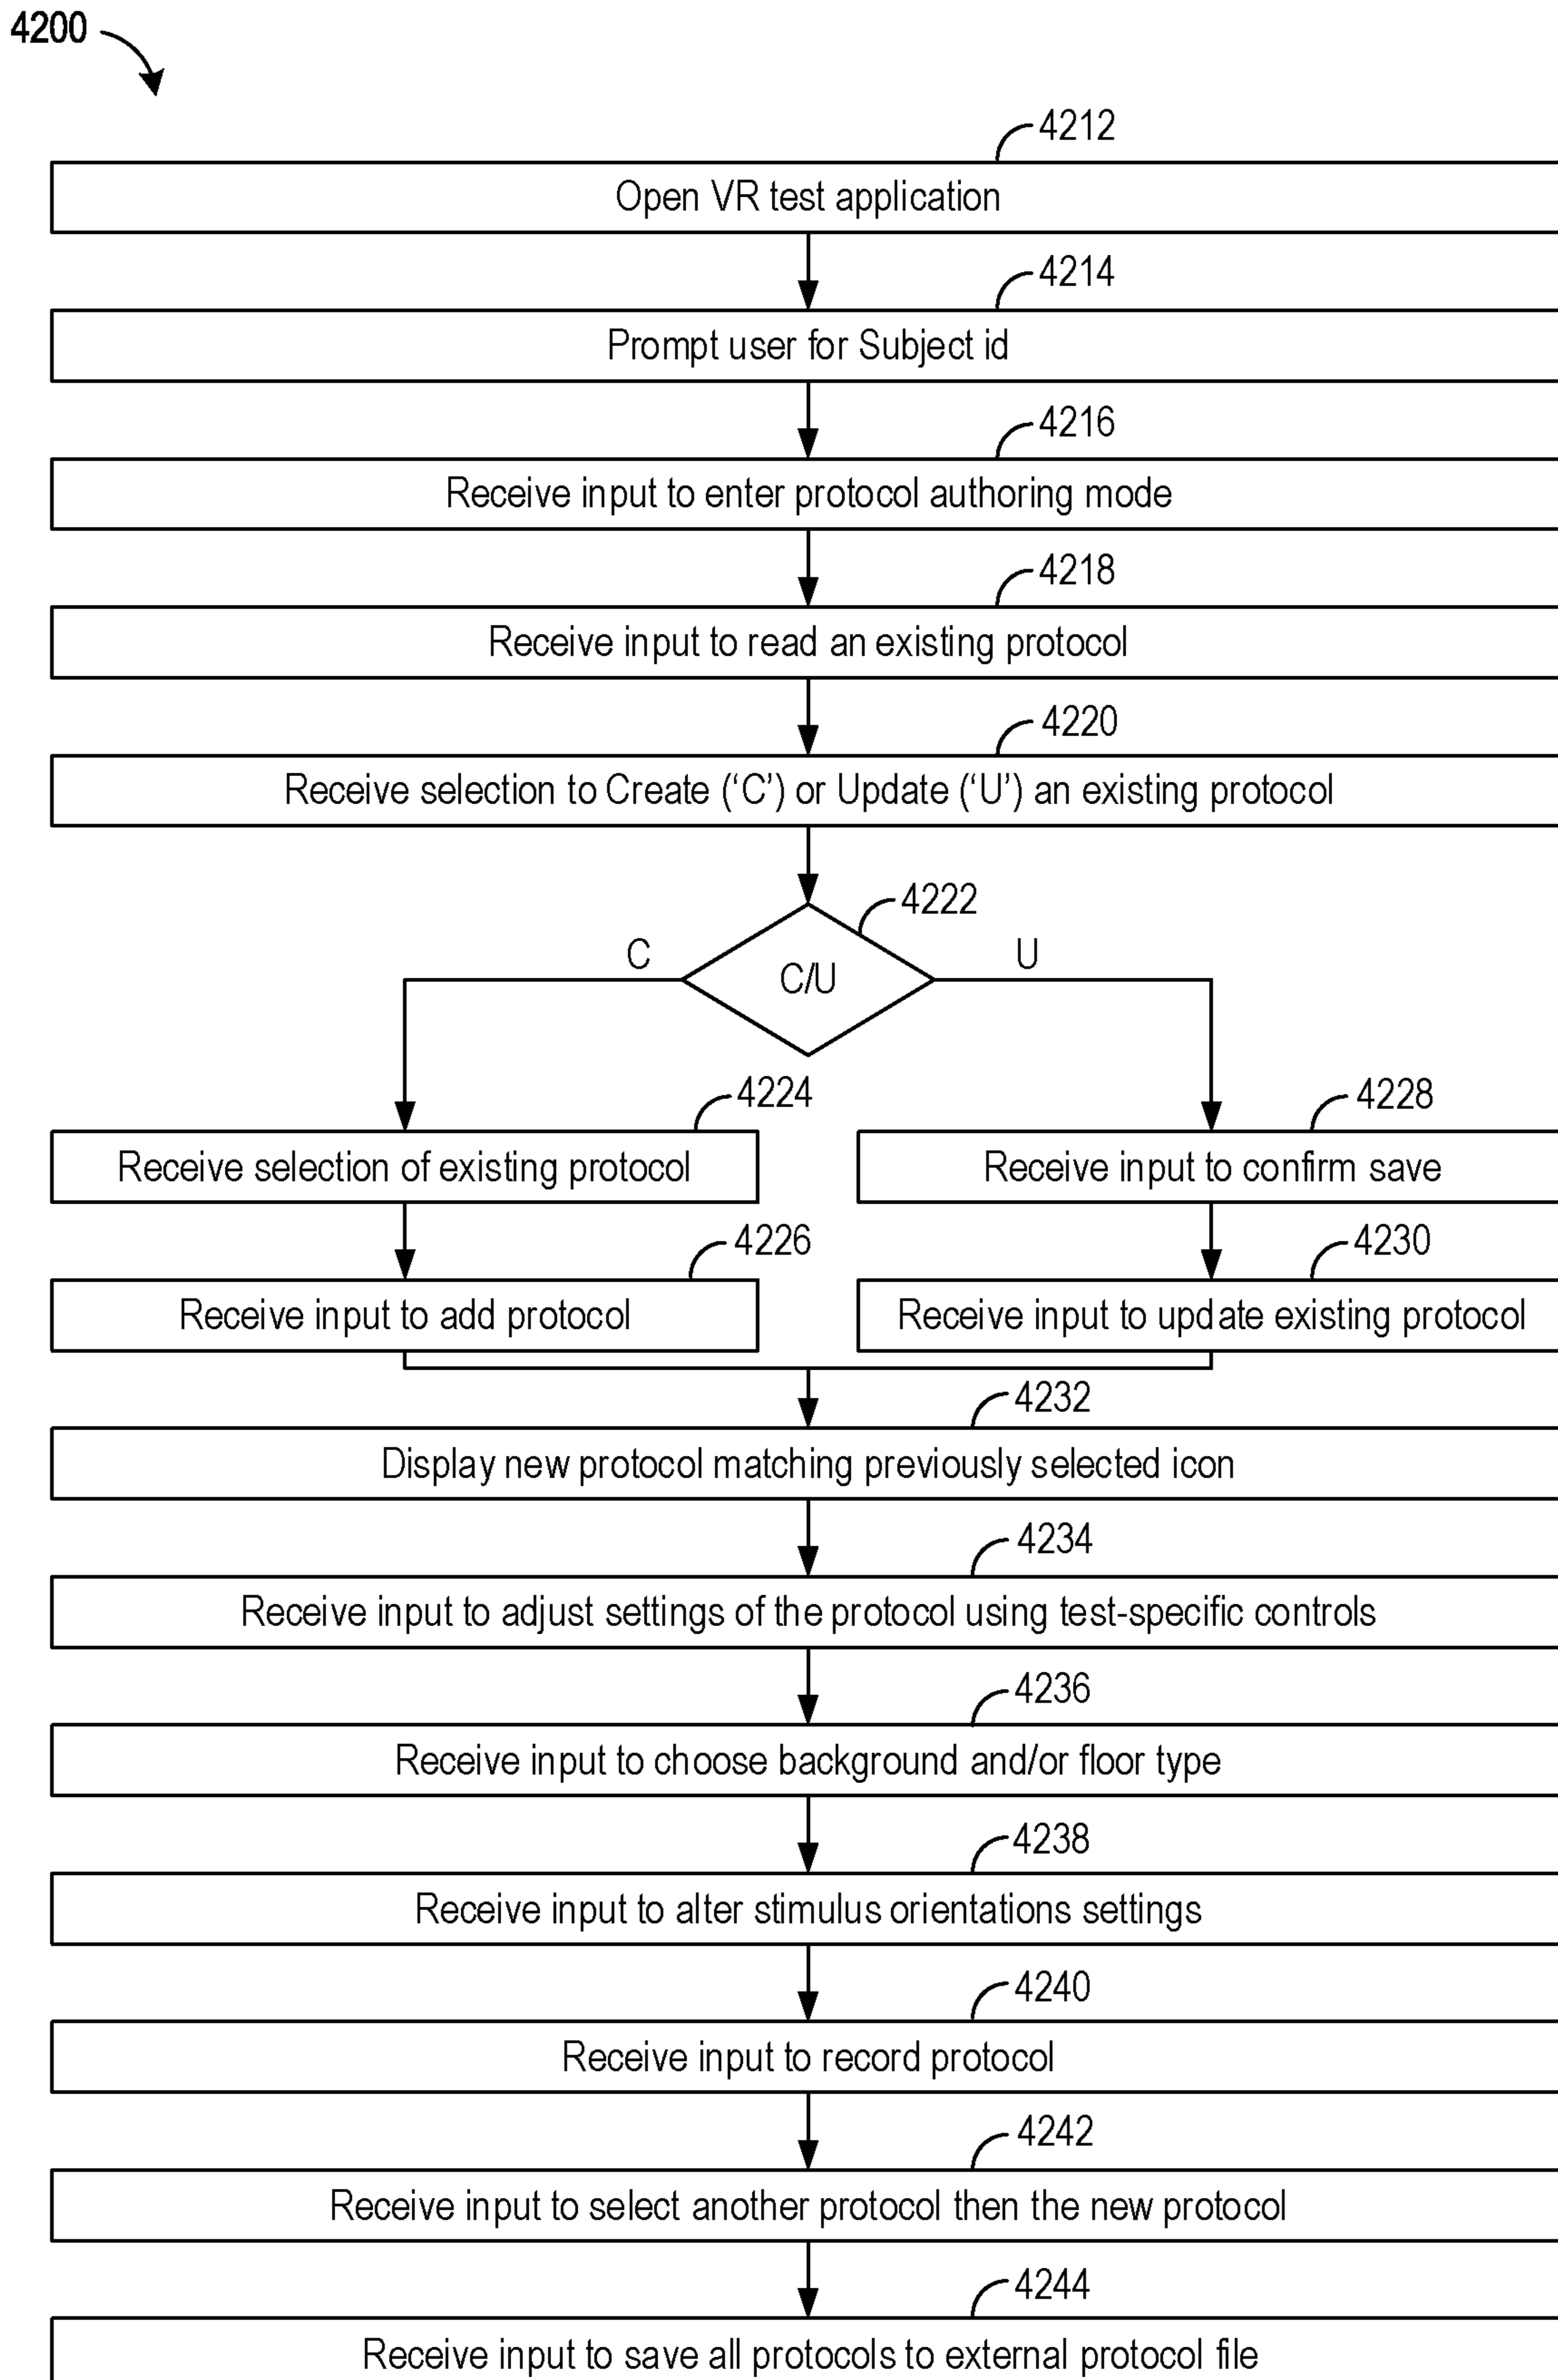 4200
4212
Open VR test application
4214
Prompt user for Subject id
4216
Receive input to enter protocol authoring mode
4218
Receive input to read an existing protocol
4220
Receive selection to Create (‘C’) or Update (‘U’) an existing protocol
4222
C
C/U
U
4224
Receive selection of existing protocol
4226
Receive input to add protocol
4228
Receive input to confirm save
4230
Receive input to update existing protocol
4232
Display new protocol matching previously selected icon
4234
Receive input to adjust settings of the protocol using test-specific controls
4236
Receive input to choose background and/or floor type
4238
Receive input to alter stimulus orientations settings
4240
Receive input to record protocol
4242
Receive input to select another protocol then the new protocol
4244
Receive input to save all protocols to external protocol file